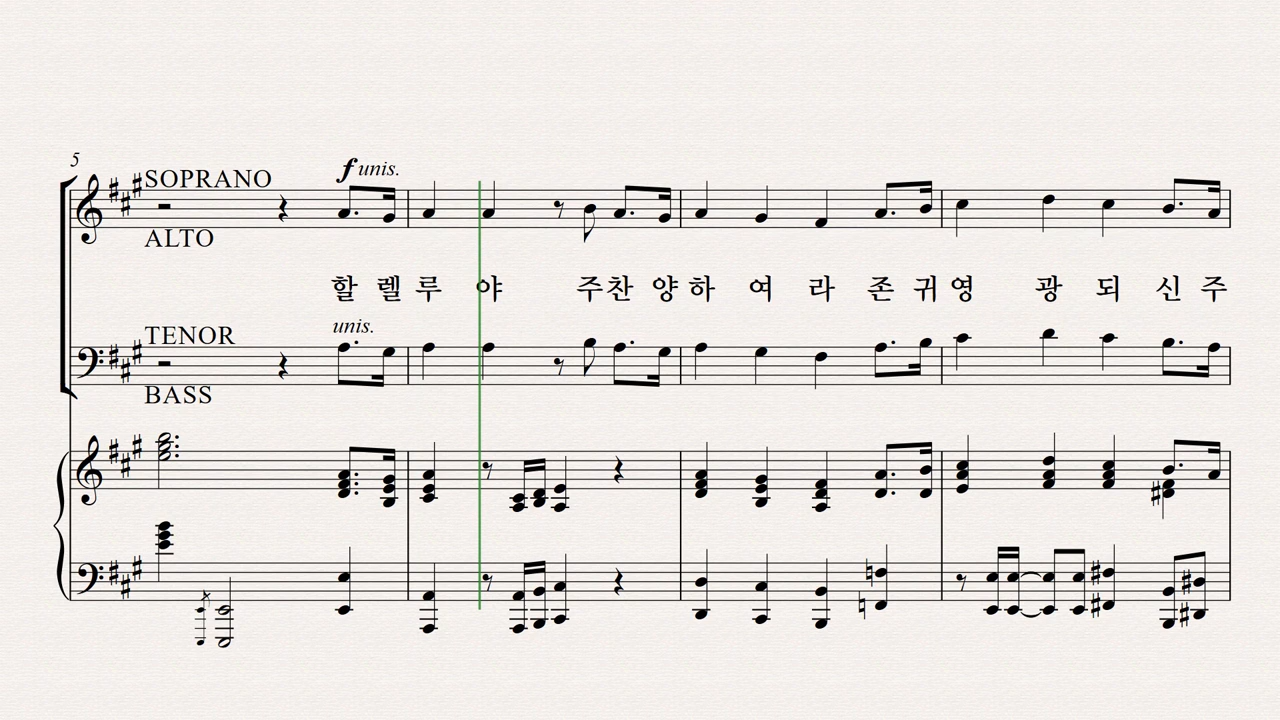 5
SOPRANO
f unis.
ALTO
할 렐 루 야 주 찬 양 하 여 라 존 귀 영 광 되 신 주
TENOR
unis.
BASS